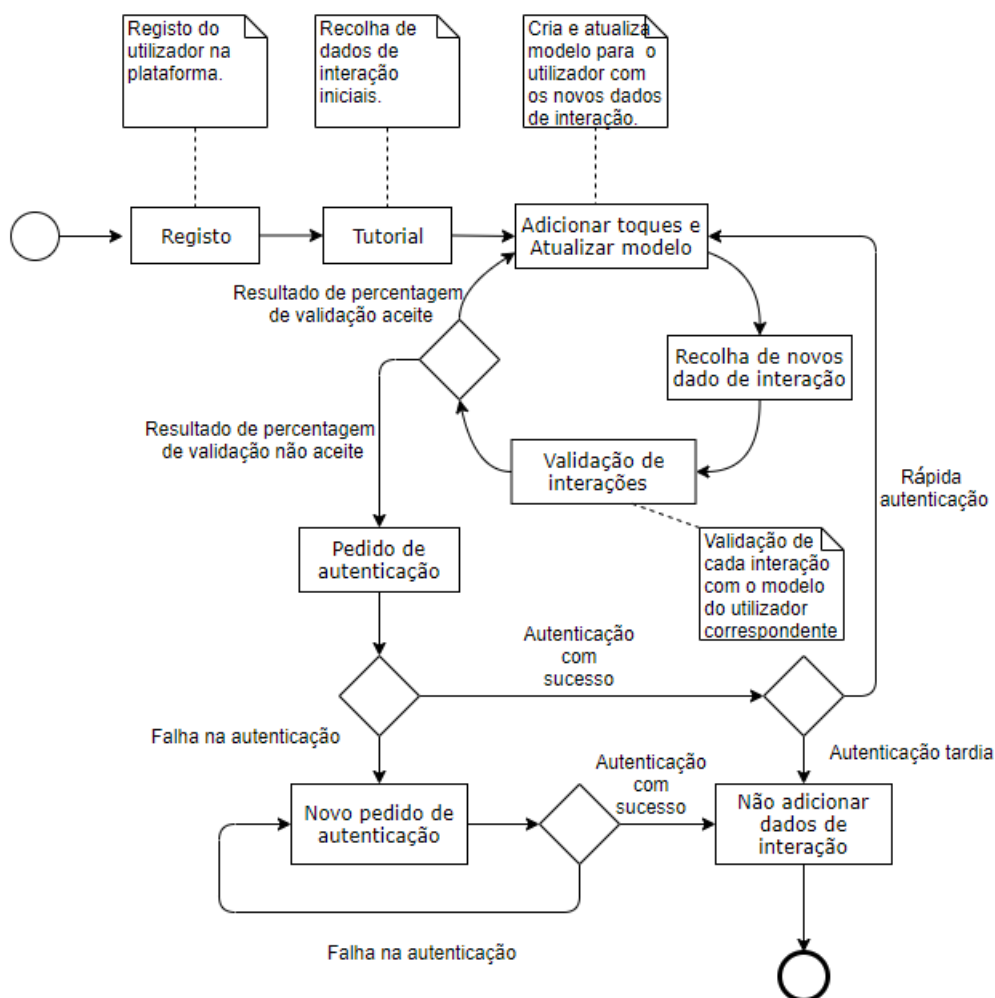 Registo do
utilizador na
plataforma.
Recolha de
dados de
interação
iniciais.
Cria e atualiza
modelo para o
utilizador com
os novos dados
de interação.
Registo
Tutorial
Adicionar toques e
Atualizar modelo
Resultado de percentagem
de validação aceite
Recolha de novos
dado de interação
Resultado de percentagem
de validação não aceite
Validação de
interações
Rápida
autenticação
Validação de
cada interação
com o modelo
do utilizador
correspondente
Pedido de
autenticação
Autenticação
com
sucesso
Falha na autenticação
Autenticação tardia
Novo pedido de
autenticação
Autenticação
com
sucesso
Não adicionar
dados de
interação
Falha na autenticação